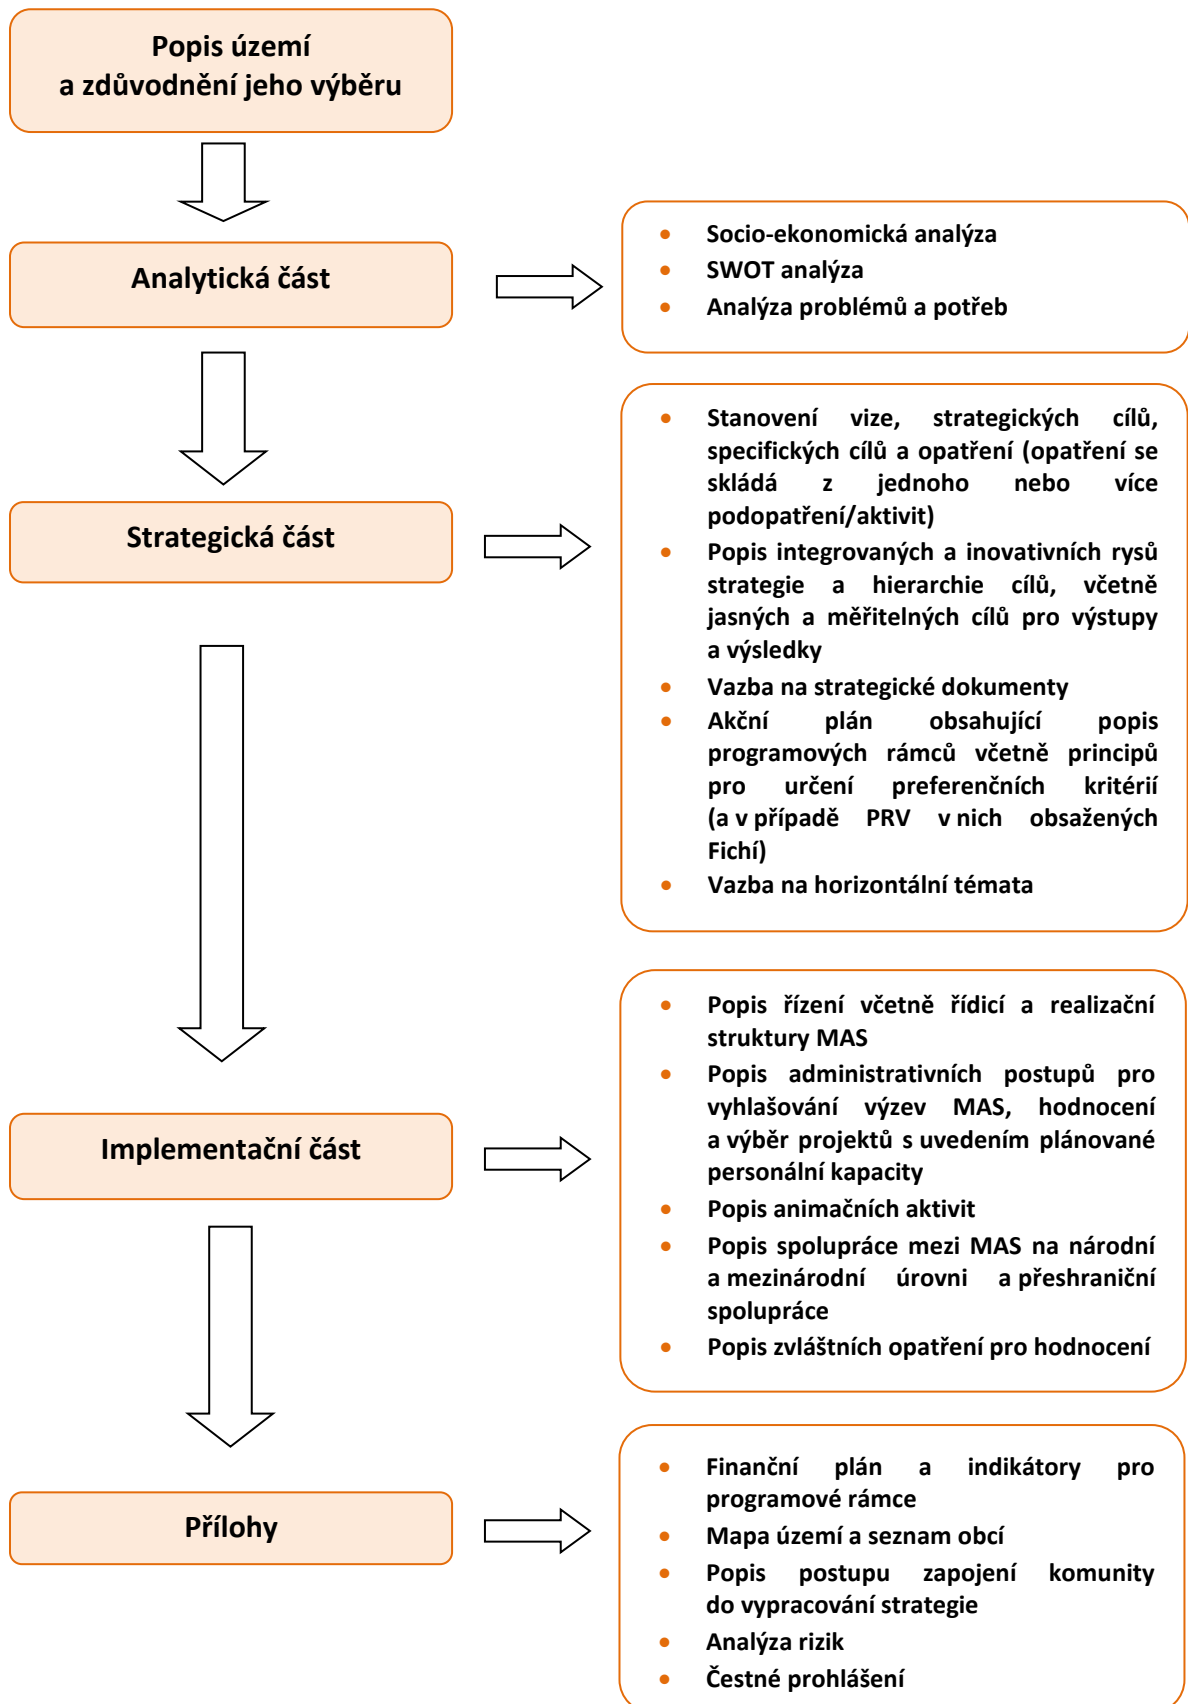 Popis území
a zdůvodnění jeho výběru
Analytická část
• Socio-ekonomická analýza
• SWOT analýza
• Analýza problémů a potřeb
Strategická část
• Stanovení vize, strategických cílů,
specifických cílů a opatření (opatření se
skládá z jednoho nebo více
podopatření/aktivit)
• Popis integrovaných a inovativních rysů
strategie a hierarchie cílů, včetně
jasných a měřitelných cílů pro výstupy
a výsledky
• Vazba na strategické dokumenty
• Akční plán obsahující popis
programových rámců včetně principů
pro určení preferenčních kritérií
(a v případě PRV v nich obsažených
Fichí)
• Vazba na horizontální témata
Implementační část
• Popis řízení včetně řídicí a realizační
struktury MAS
• Popis administrativních postupů pro
vyhlašování výzev MAS, hodnocení
a výběr projektů s uvedením plánované
personální kapacity
• Popis animačních aktivit
• Popis spolupráce mezi MAS na národní
a mezinárodní úrovni a přeshraniční
spolupráce
• Popis zvláštních opatření pro hodnocení
Přílohy
• Finanční plán a indikátory pro
programové rámce
• Mapa území a seznam obcí
• Popis postupu zapojení komunity
do vypracování strategie
• Analýza rizik
• Čestné prohlášení